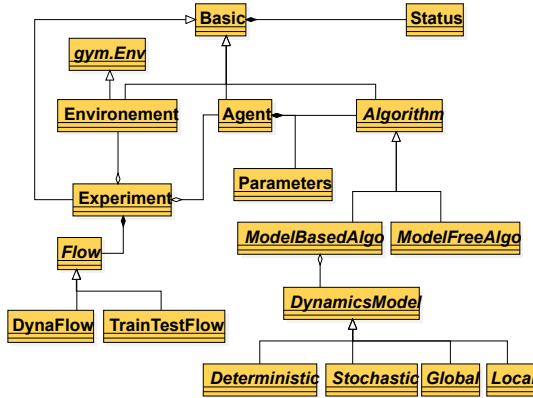 Basic
Status
gym.Env
Environement
Agent
Algorithm
Parameters
Experiment
Flow
ModelBasedAlgo
ModelFreeAlgo
DynaFlow
TrainTestFlow
DynamicsModel
Deterministic
Stochastic
Global
Local